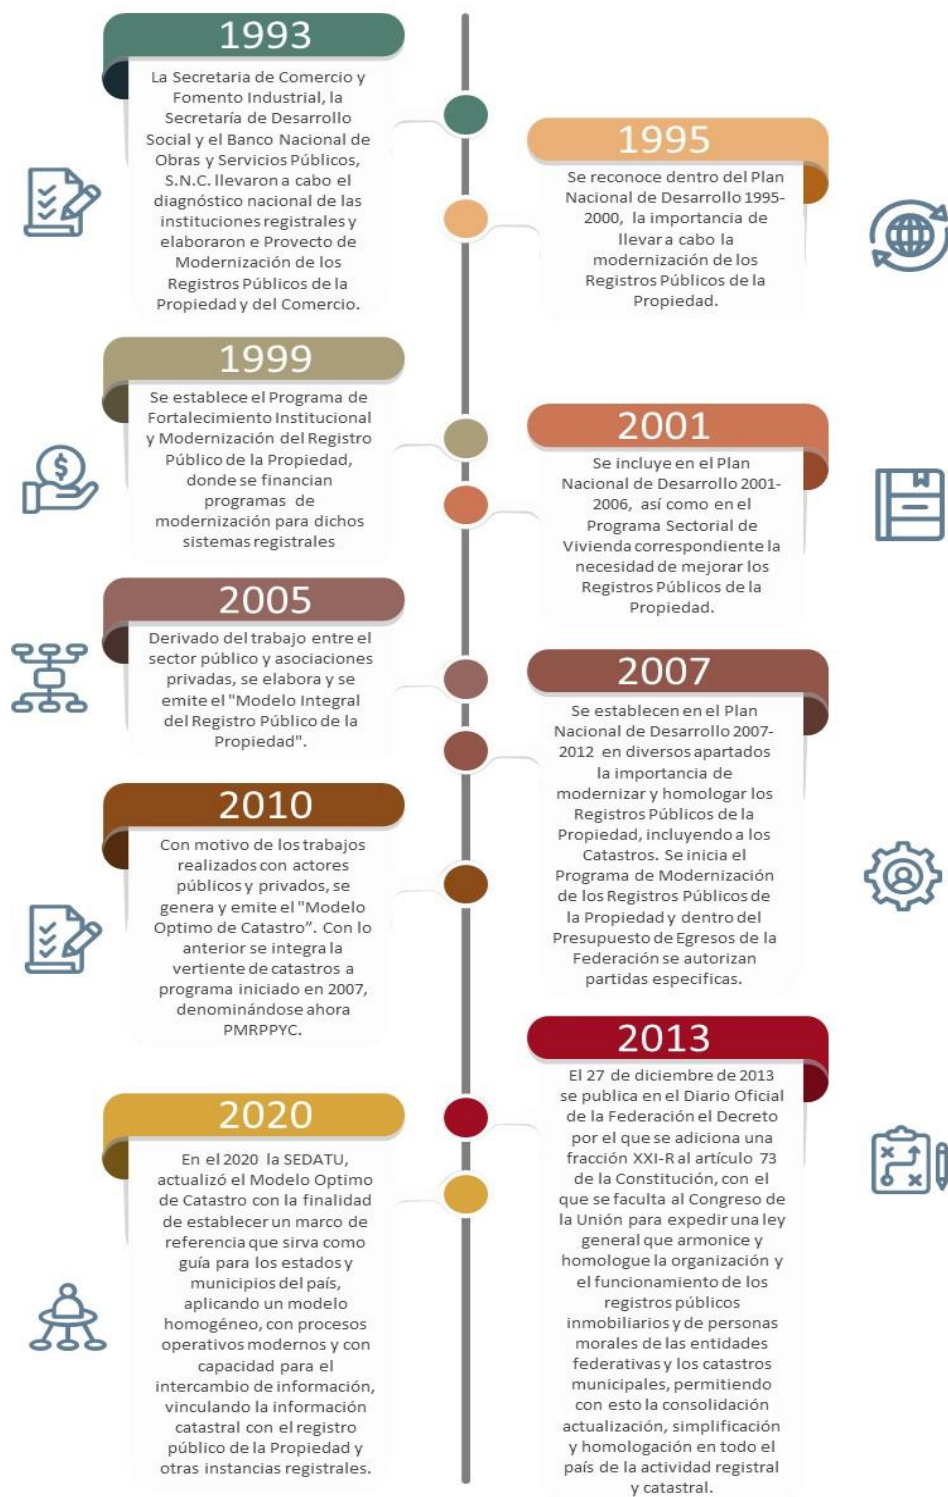 1993
La Secretaria de Comercio y
Fomento Industrial, la
Secretaría de Desarrollo
Social y el Banco Nacional de
Obras y Servicios Públicos,
S.N.C. llevaron a cabo el
diagnóstico nacional de las
instituciones registrales y
elaboraron e Provecto de
Modernización de los
Registros Públicos de la
Propiedad y del Comercio.
1995
Se reconoce dentro del Plan
Nacional de Desarrollo 1995-
2000, la importancia de
llevar a cabo la
modernización de los
Registros Públicos de la
Propiedad.
1999
Se establece el Programa de
Fortalecimiento Institucional
y Modernización del Registro
Público de la Propiedad,
donde se financian
programas de
modernización para dichos
sistemas registrales
2001
Se incluye en el Plan
Nacional de Desarrollo 2001-
2006, así como en el
Programa Sectorial de
Vivienda correspondiente la
necesidad de mejorar los
Registros Públicos de la
Propiedad.
2005
Derivado del trabajo entre el
sector público y asociaciones
privadas, se elabora y se
emite el "Modelo Integral
del Registro Público de la
Propiedad".
2007
Se establecen en el Plan
Nacional de Desarrollo 2007-
2012 en diversos apartados
la importancia de
modernizar y homologar los
Registros Públicos de la
Propiedad, incluyendo a los
Catastros. Se inicia el
Programa de Modernización
de los Registros Públicos de
la Propiedad y dentro del
Presupuesto de Egresos de la
Federación se autorizan
partidas especificas.
2010
Con motivo de los trabajos
realizados con actores
públicos y privados, se
genera y emite el "Modelo
Optimo de Catastro”. Con lo
anterior se integra la
vertiente de catastros a
programa iniciado en 2007,
denominándose ahora
PMRPPYC.
2013
El 27 de diciembre de 2013
se publica en el Diario Oficial
de la Federación el Decreto
por el que se adiciona una
fracción XXI-R al artículo 73
de la Constitución, con el
que se faculta al Congreso de
la Unión para expedir una ley
general que armonice y
homologue la organización y
el funcionamiento de los
registros públicos
inmobiliarios y de personas
morales de las entidades
federativas y los catastros
municipales, permitiendo
con esto la consolidación
actualización, simplificación
y homologación en todo el
país de la actividad registral
y catastral.
2020
En el 2020 la SEDATU,
actualizó el Modelo Optimo
de Catastro con la finalidad
de establecer un marco de
referencia que sirva como
guía para los estados y
municipios del país,
aplicando un modelo
homogéneo, con procesos
operativos modernos y con
capacidad para el
intercambio de información,
vinculando la información
catastral con el registro
público de la Propiedad y
otras instancias registrales.